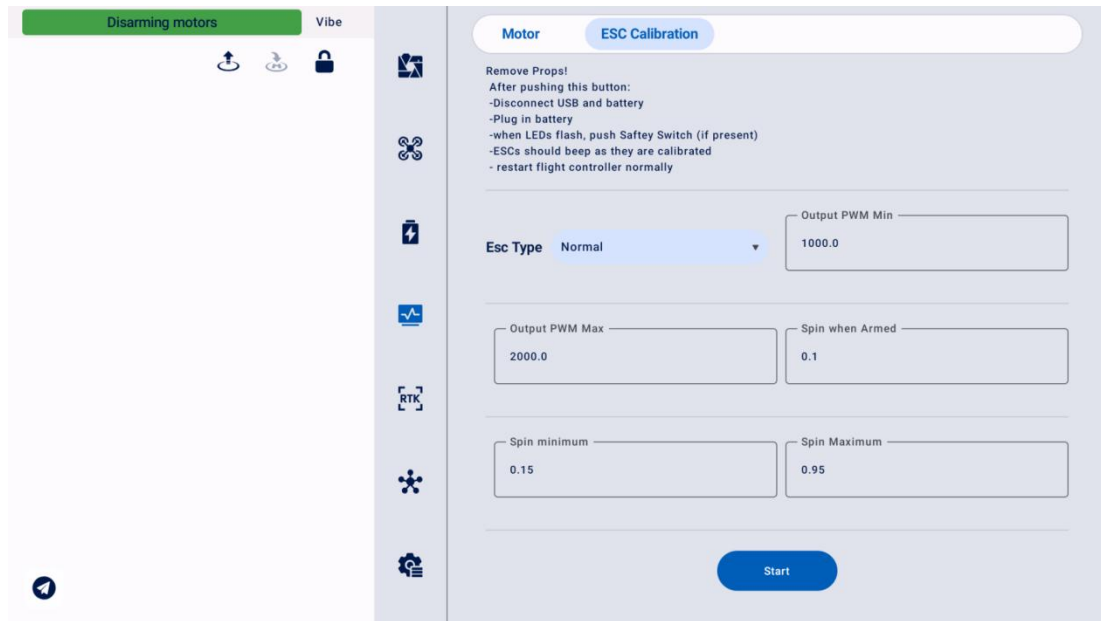 Disarming motors
Vibe
RTK
Motor
ESC Calibration
Remove Props!
After pushing this button:
-Disconnect USB and battery
-Plug in battery
-when LEDs flash, push Saftey Switch (if present)
-ESCs should beep as they are calibrated
- restart flight controller normally
Esc Type
Normal
Output PWM Min
1000.0
Output PWM Max
2000.0
Spin when Armed
0.1
Spin minimum
0.15
Spin Maximum
0.95
Start